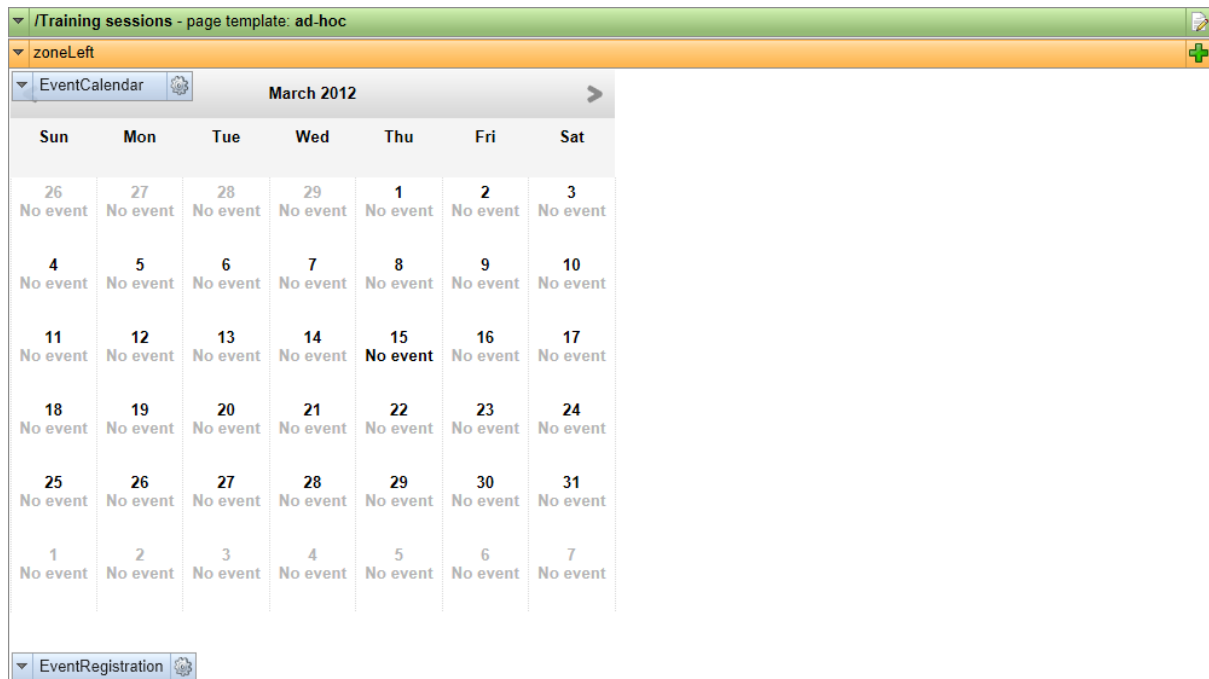 /Training sessions - page template: ad-hoc
zoneLeft
EventCalendar March 2012 >
Sun Mon Tue Wed Thu Fri Sat
26 27 28 29 1 2 3
No event No event No event No event No event No event No event
4 5 6 7 8 9 10
No event No event No event No event No event No event No event
11 12 13 14 15 16 17
No event No event No event No event No event No event No event
18 19 20 21 22 23 24
No event No event No event No event No event No event No event
25 26 27 28 29 30 31
No event No event No event No event No event No event No event
1 2 3 4 5 6 7
No event No event No event No event No event No event No event
EventRegistration